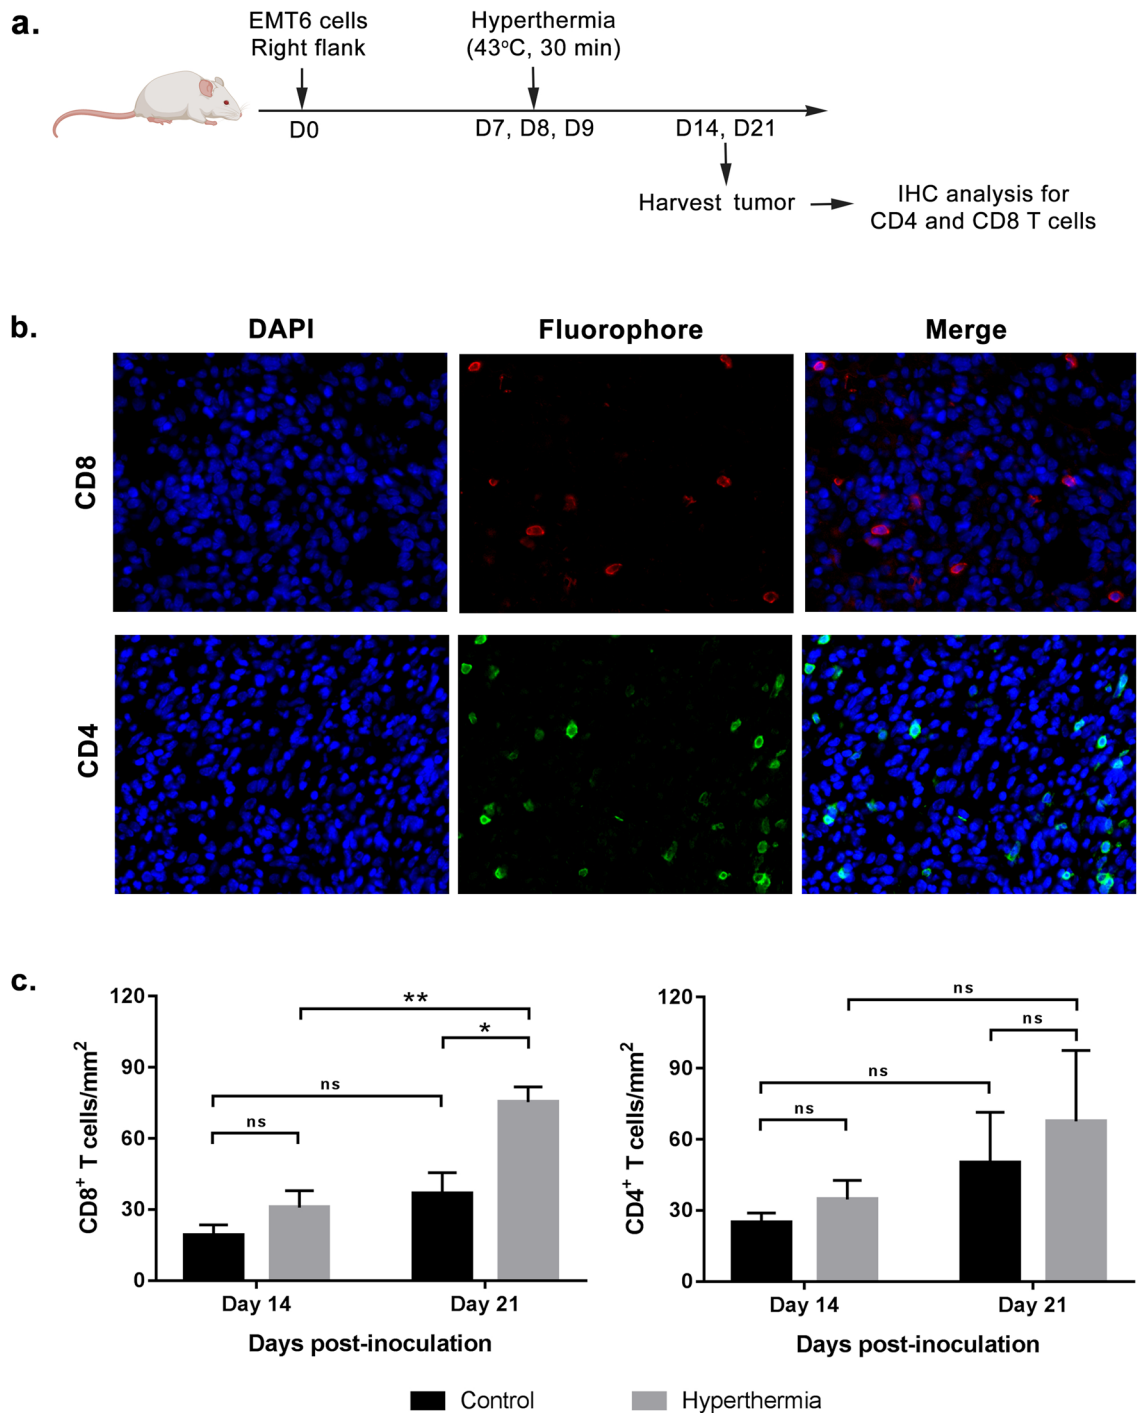 a.
EMT6 cells
Right flank
Hyperthermia
(43°C, 30 min)
D0
D7, D8, D9
D14, D21
Harvest tumor
IHC analysis for
CD4 and CD8 T cells
b.
DAPI
Fluorophore
Merge
CD8
CD4
c.
CD8+ T cells/mm2
120
90
60
30
0
ns
ns
**
*
Day 14
Day 21
Days post-inoculation
CD4+ T cells/mm2
120
90
60
30
0
ns
ns
ns
ns
Day 14
Day 21
Days post-inoculation
Control
Hyperthermia